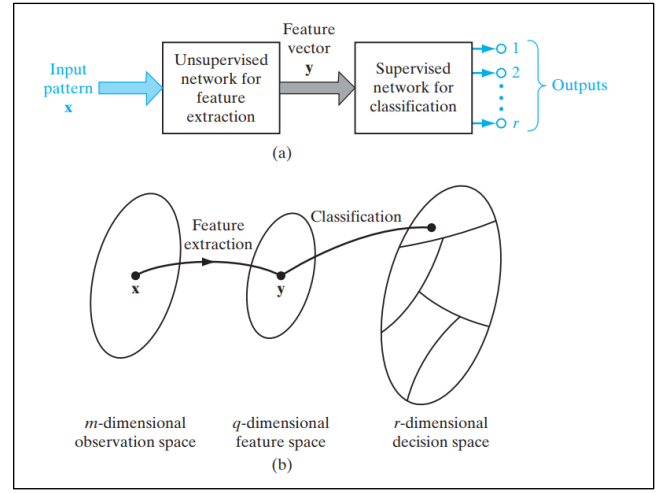 Input
pattern
x
Unsupervised
network for
feature
extraction
Feature
vector
y
Supervised
network for
classification
1
2
r
Outputs
(a)
Feature
extraction
Classification
x
y
m-dimensional
observation space
q-dimensional
feature space
r-dimensional
decision space
(b)